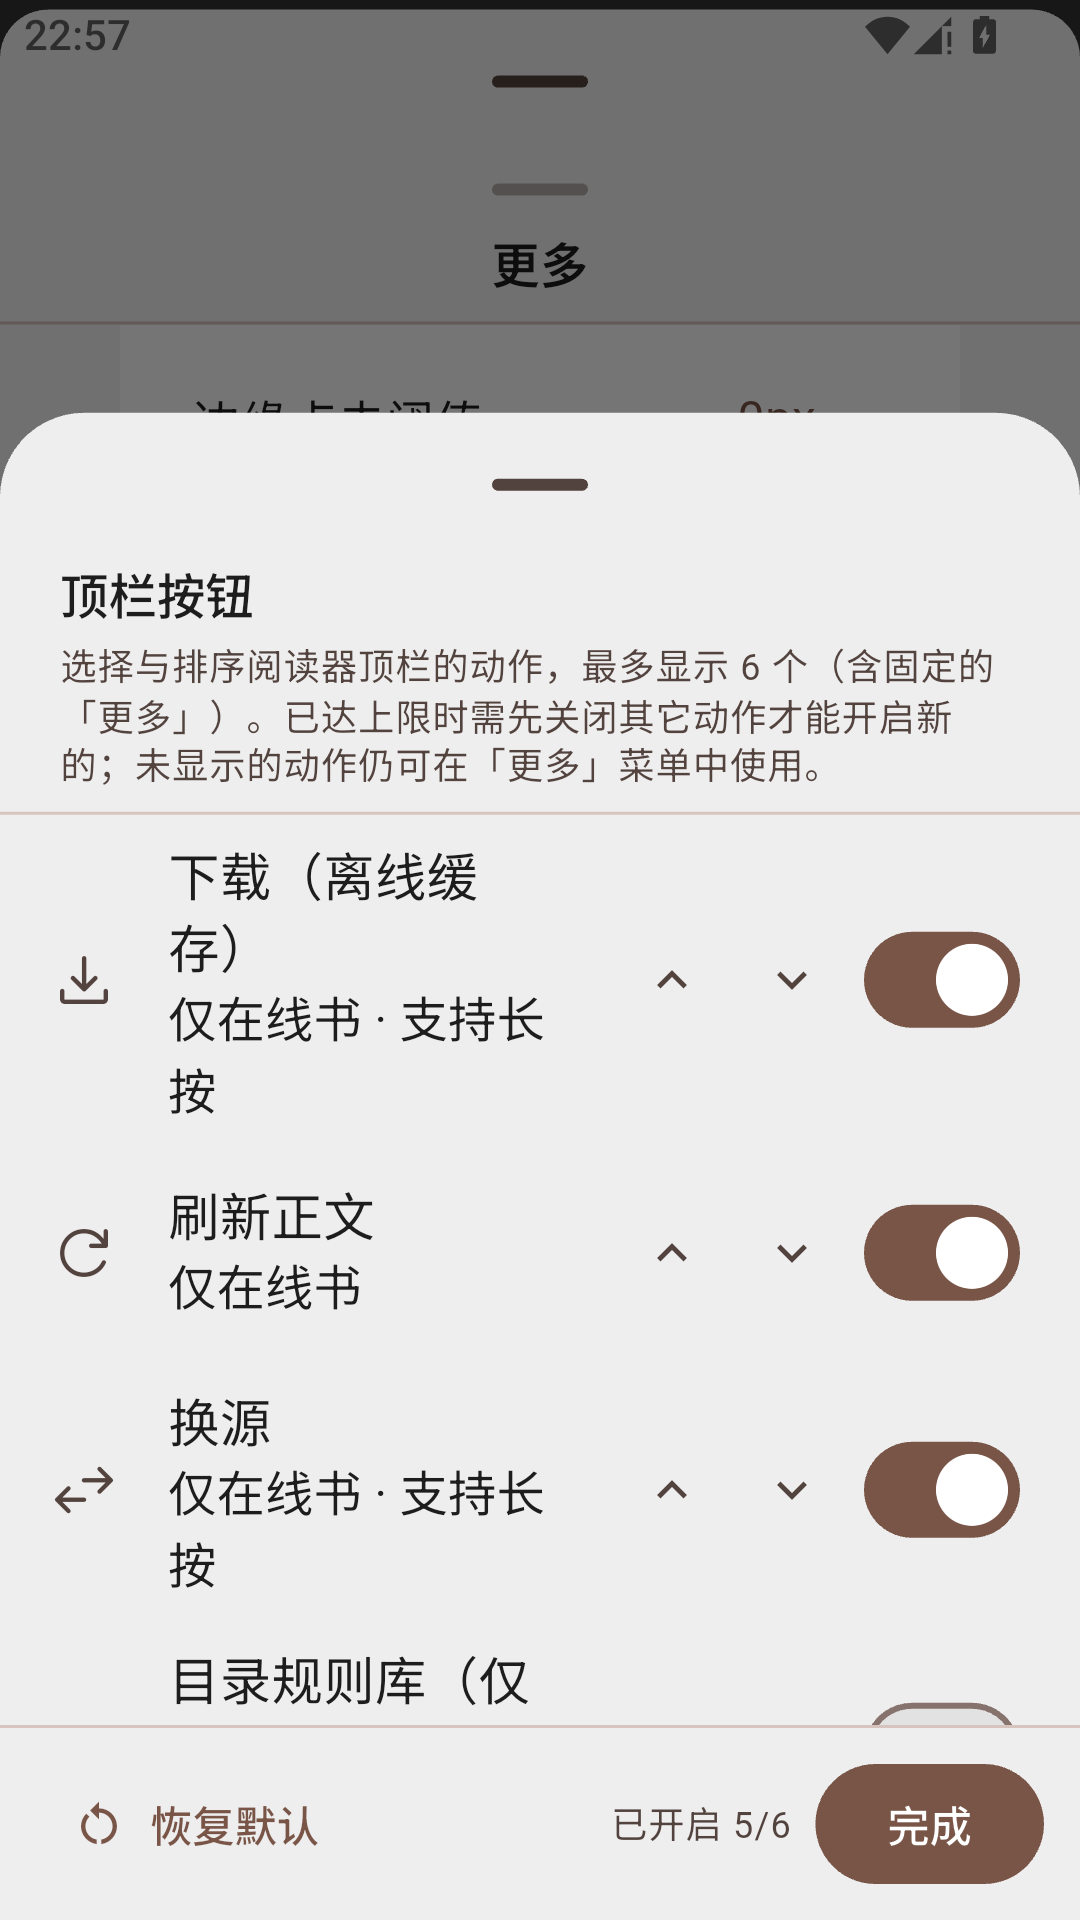 22:57
更多
顶栏按钮
选择与排序阅读器顶栏的动作，最多显示 6 个（含固定的
「更多」）。已达上限时需先关闭其它动作才能开启新
的；未显示的动作仍可在「更多」菜单中使用。
下载（离线缓
存）
仅在线书 · 支持长
按
刷新正文
仅在线书
换源
仅在线书 · 支持长
按
目录规则库（仅
恢复默认
已开启 5/6
完成